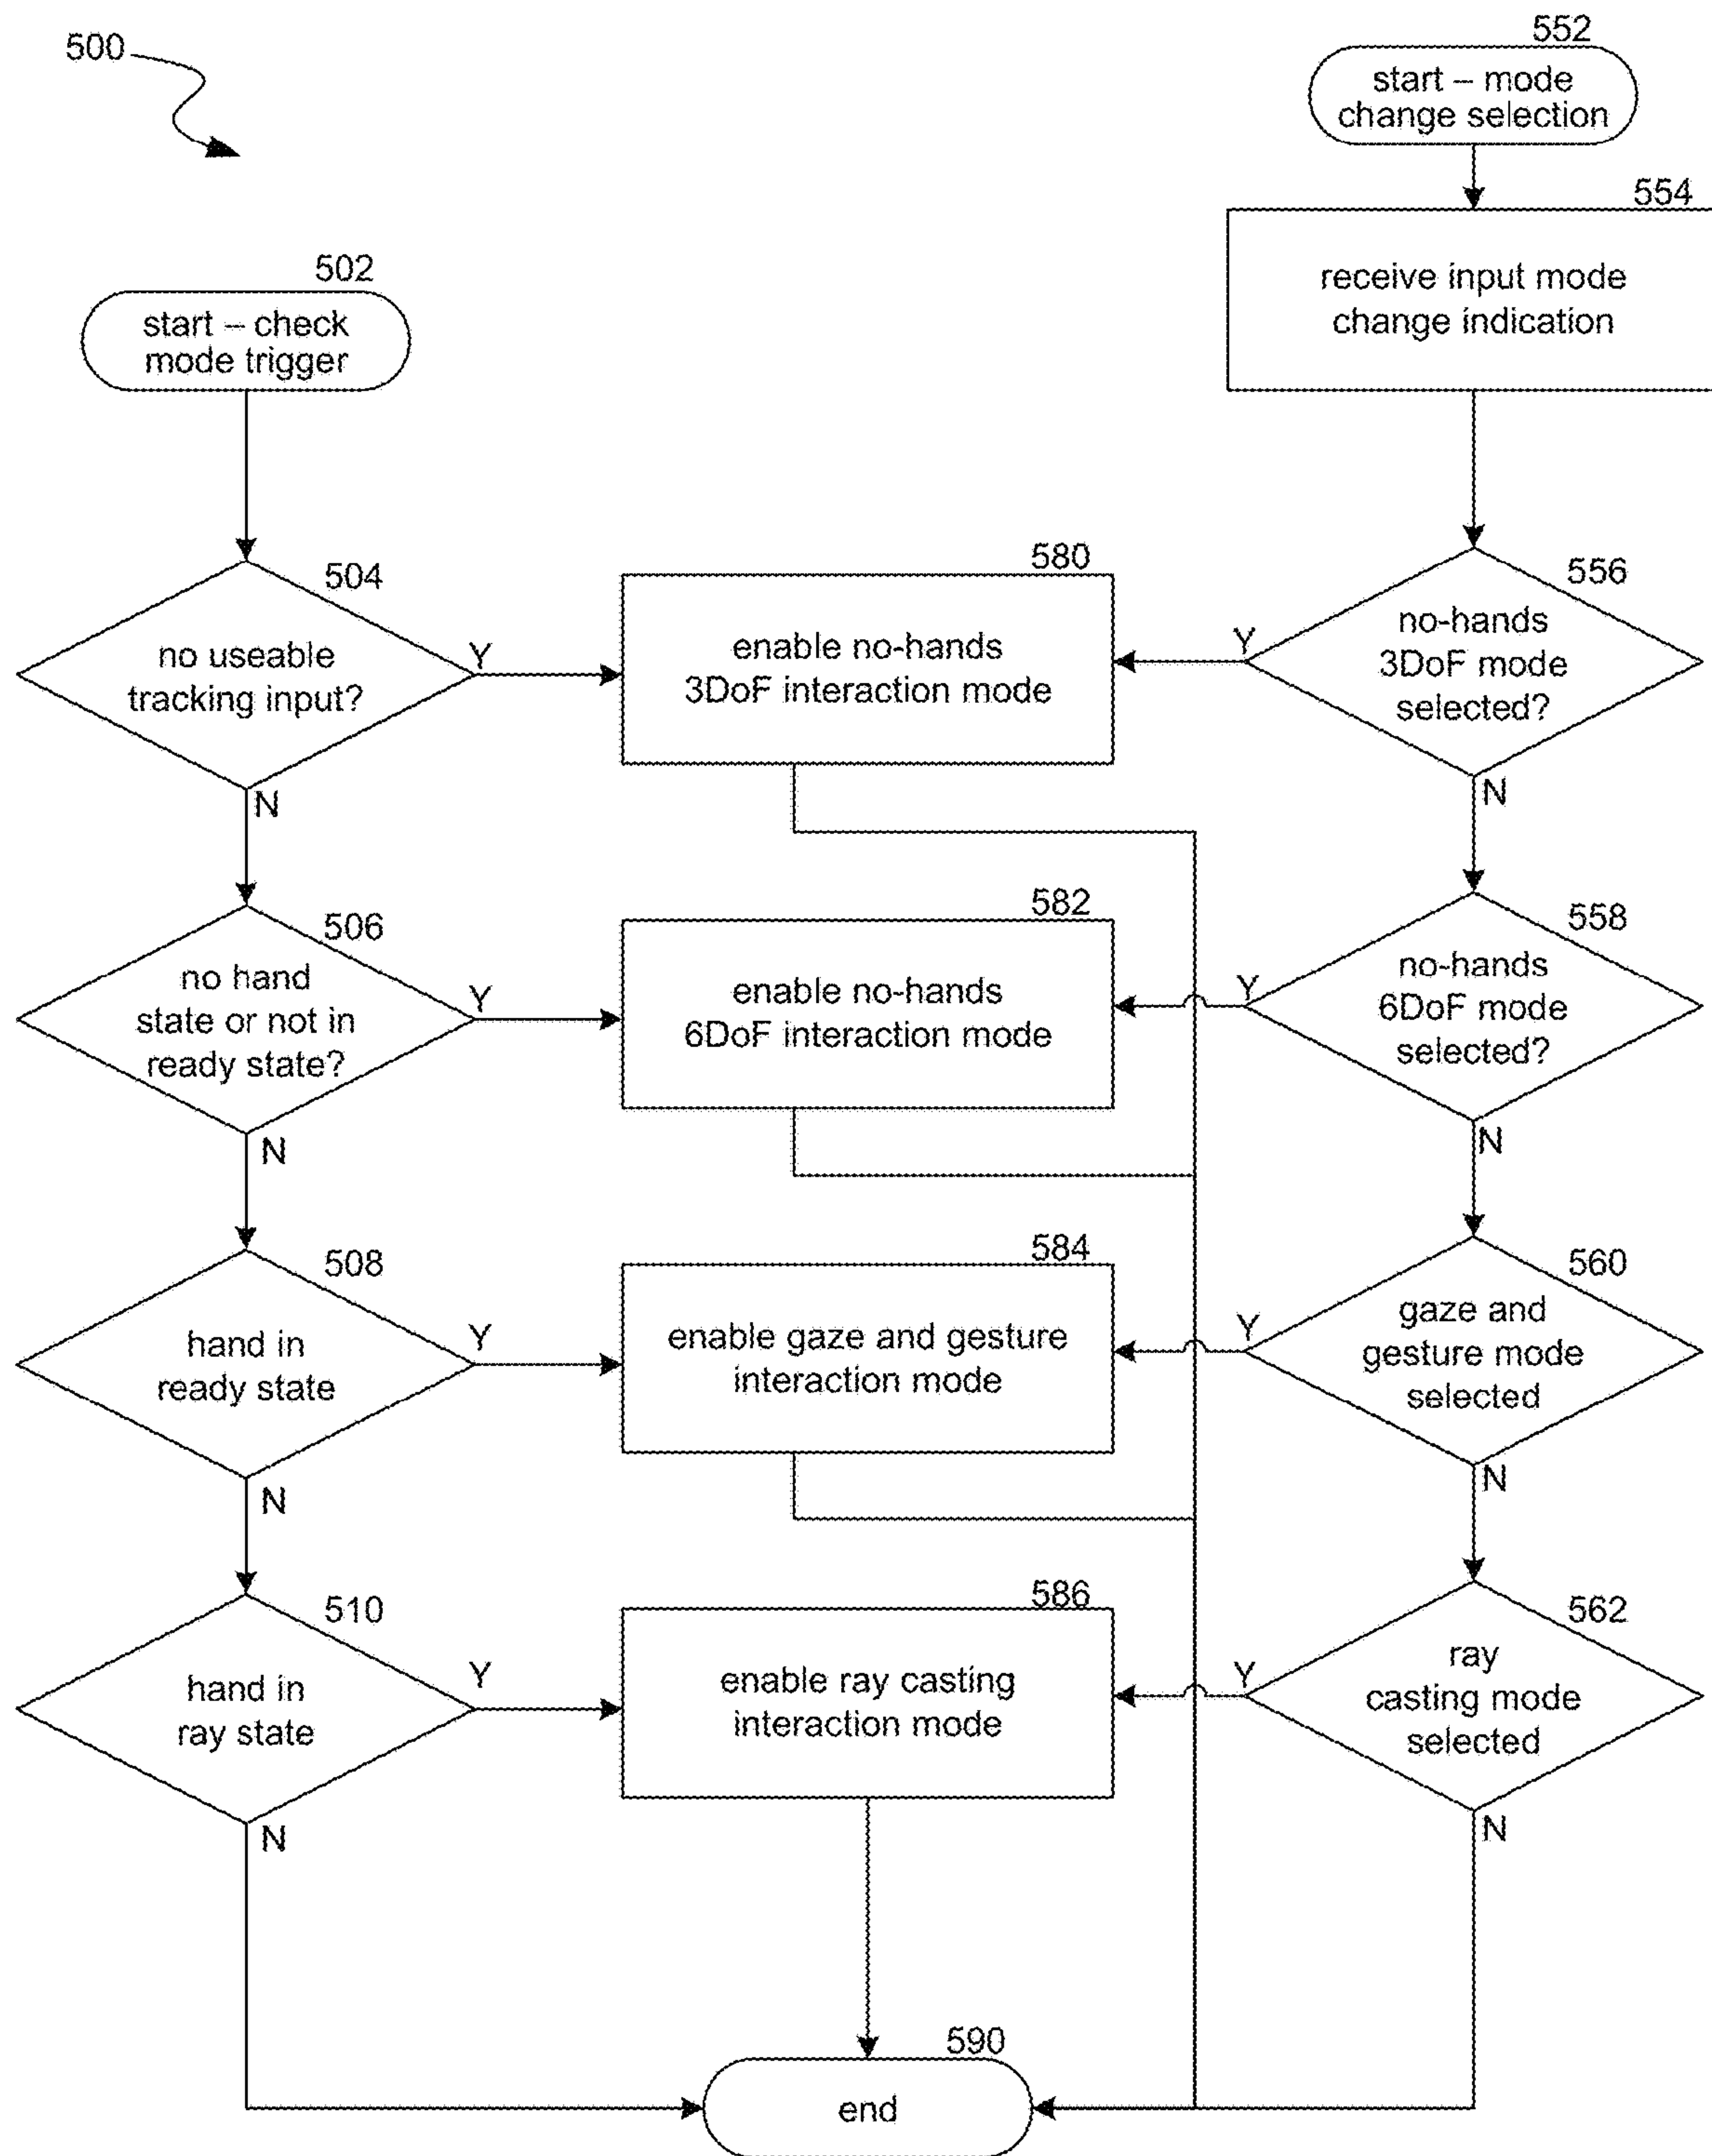 500
552
start – mode
change selection
554
receive input mode
change indication
502
start – check
mode trigger
504
no useable
tracking input?
Y
N
580
enable no-hands
3DoF interaction mode
556
no-hands
3DoF mode
selected?
Y
N
506
no hand
state or not in
ready state?
Y
N
582
enable no-hands
6DoF interaction mode
558
no-hands
6DoF mode
selected?
Y
N
508
hand in
ready state
Y
N
584
enable gaze and gesture
interaction mode
560
gaze and
gesture mode
selected
Y
N
510
hand in
ray state
Y
N
586
enable ray casting
interaction mode
562
ray
casting mode
selected
Y
N
590
end